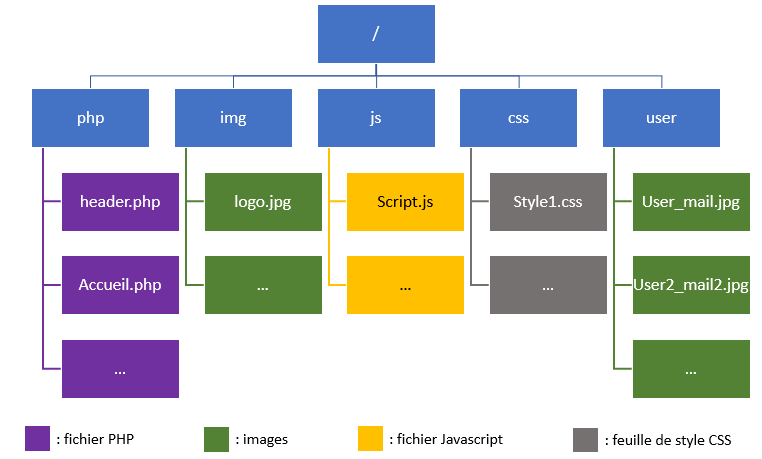 /
php
img
js
css
user
header.php
logo.jpg
Script.js
Style1.css
User_mail.jpg
Accueil.php
...
...
...
User2_mail2.jpg
...
...
: fichier PHP
: images
: fichier Javascript
: feuille de style CSS